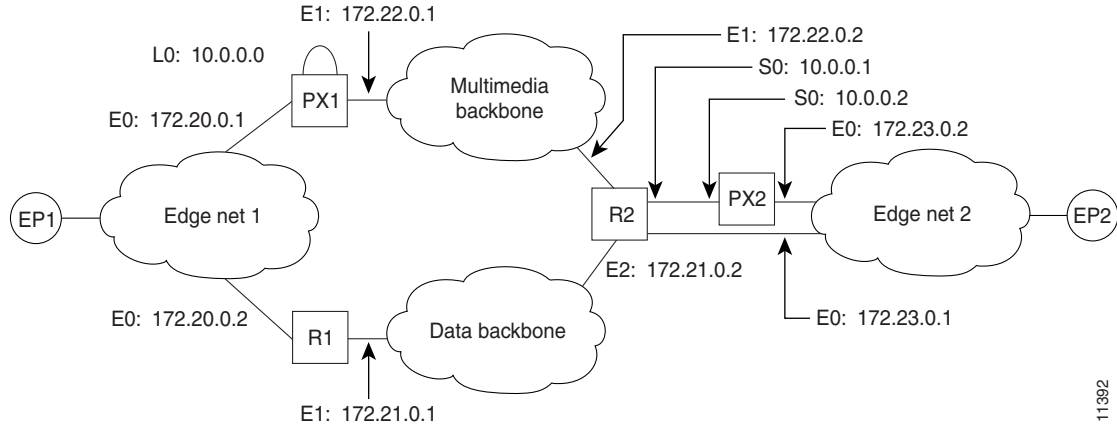 E1: 172.22.0.1
L0: 10.0.0.0
PX1
Multimedia
backbone
E1: 172.22.0.2
S0: 10.0.0.1
S0: 10.0.0.2
E0: 172.23.0.2
E0: 172.20.0.1
EP1
Edge net 1
R2
PX2
Edge net 2
EP2
E2: 172.21.0.2
E0: 172.20.0.2
R1
Data backbone
E0: 172.23.0.1
E1: 172.21.0.1
11392